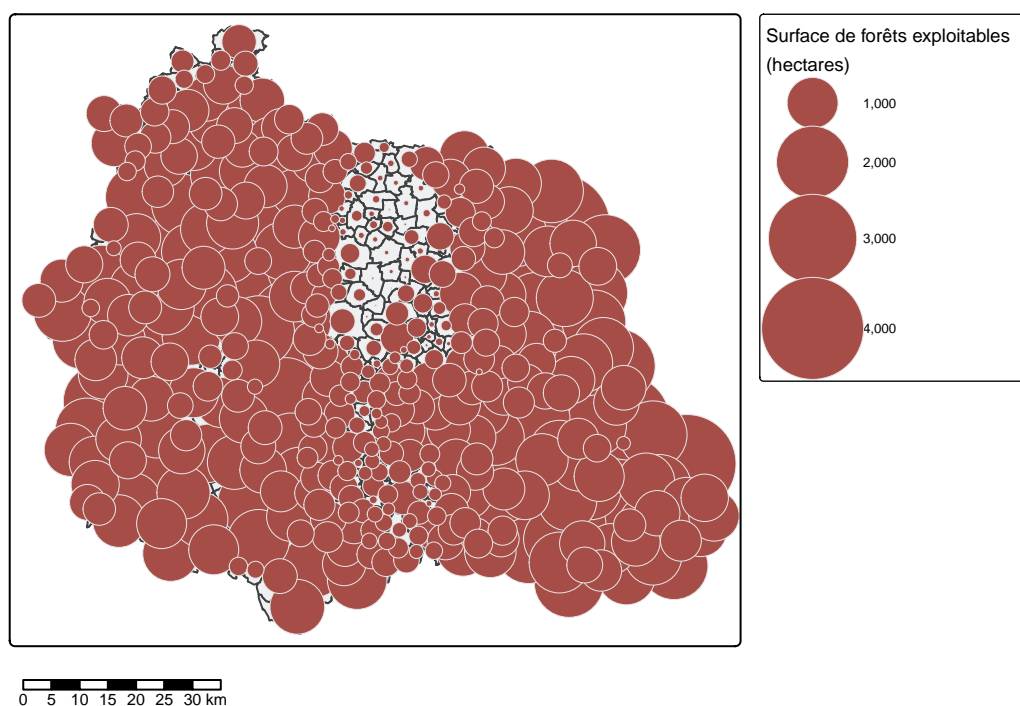 Surface de forêts exploitables
(hectares)
1,000
2,000
3,000
4,000
0 5 10 15 20 25 30 km